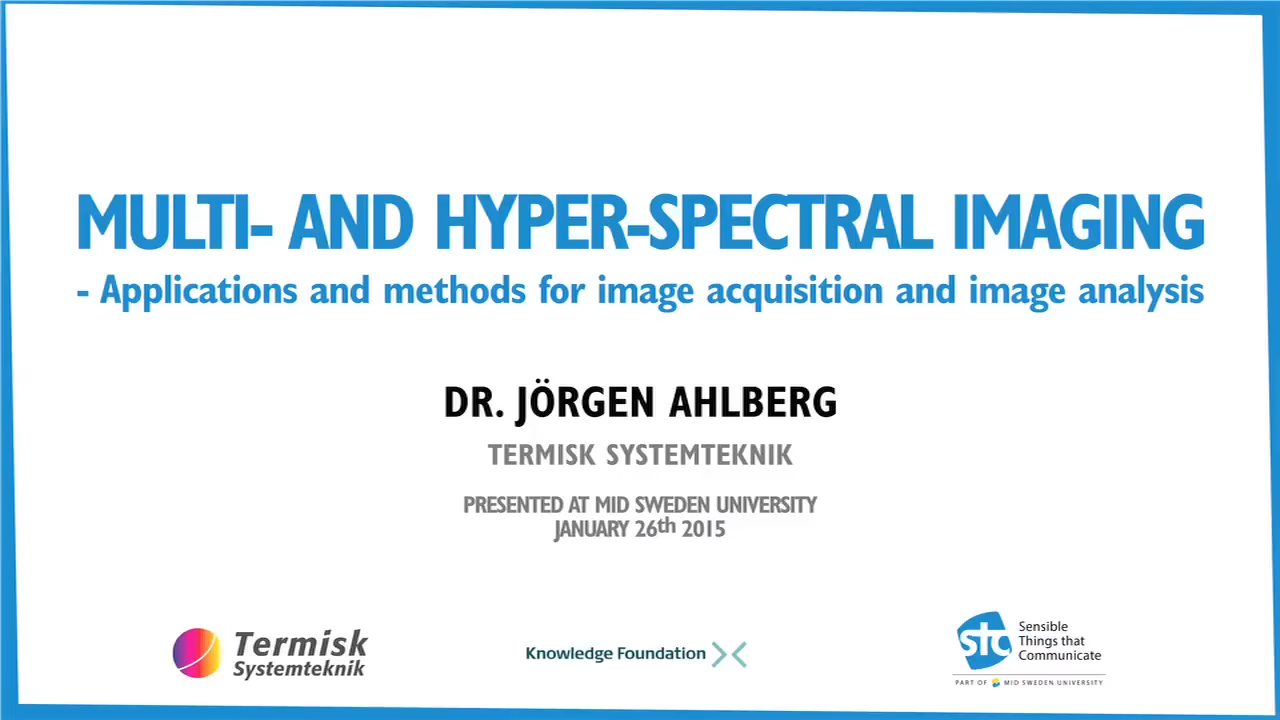 MULTI- AND HYPER-SPECTRAL IMAGING
- Applications and methods for image acquisition and image analysis
DR. JÖRGEN AHLBERG
TERMISK SYSTEMTEKNIK
PRESENTED AT MID SWEDEN UNIVERSITY
JANUARY 26th 2015
Termisk
Systemteknik
Knowledge Foundation
stc
Sensible
Things that
Communicate
PART OF MID SWEDEN UNIVERSITY